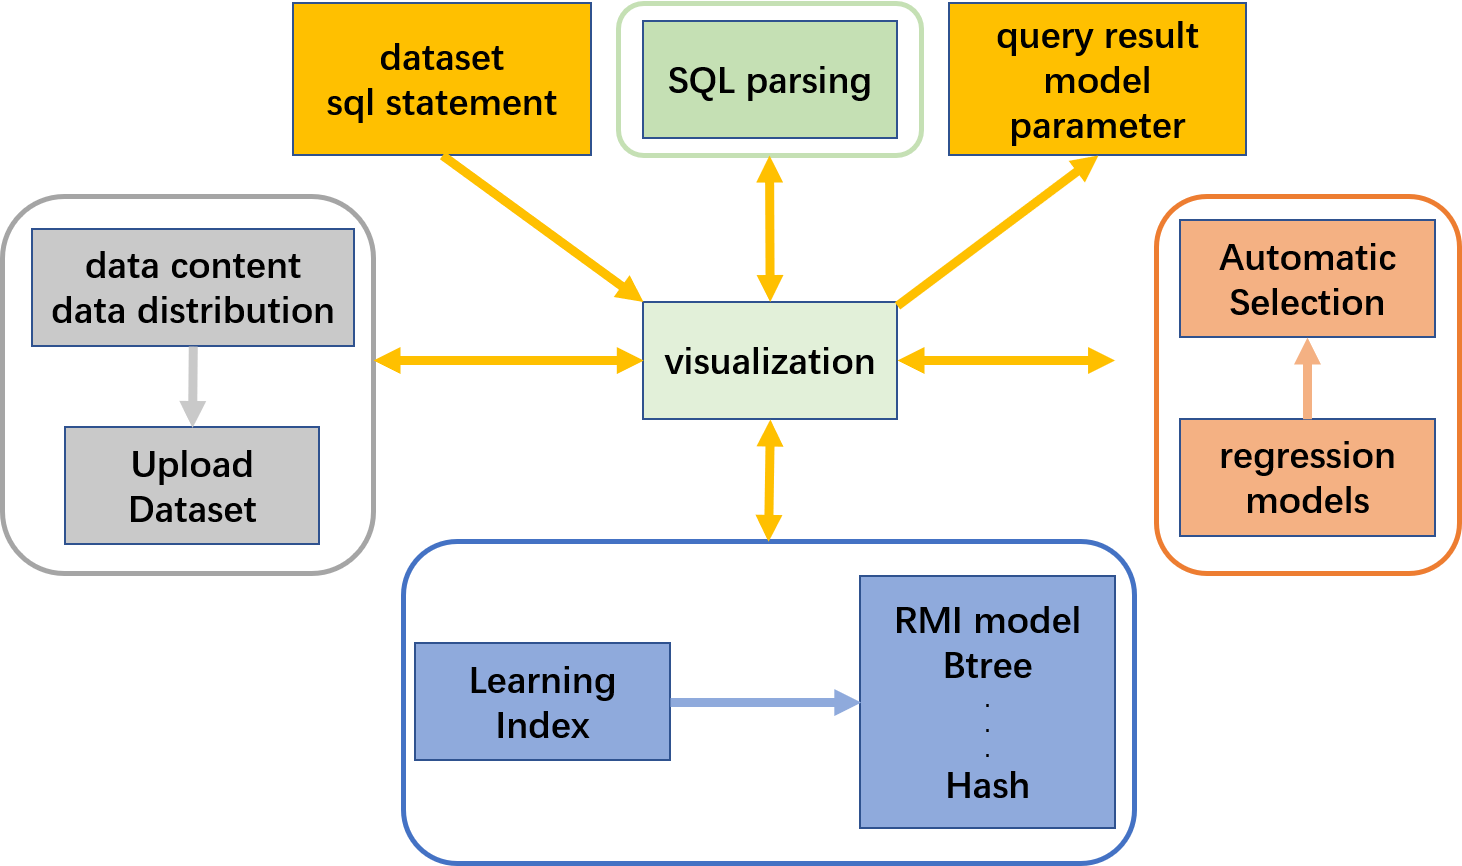 dataset
sql statement
SQL parsing
query result
model
parameter
data content
data distribution
Upload
Dataset
visualization
Automatic
Selection
regression
models
Learning
Index
RMI model
Btree
.
.
.
Hash